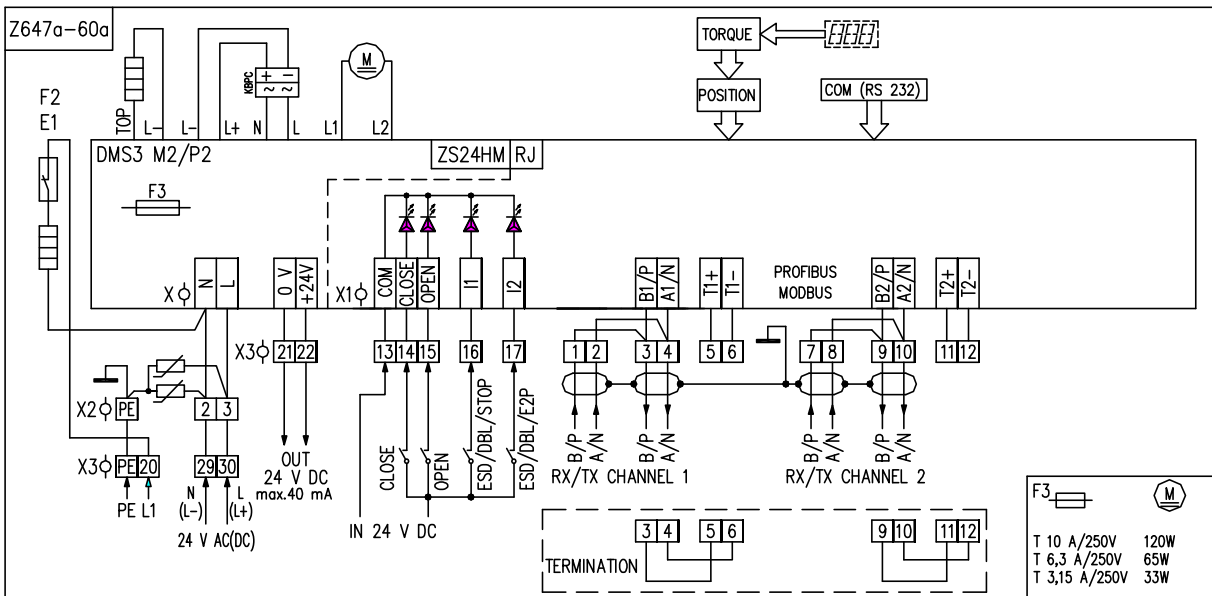 Z647a-60a
F2
E1
TOP
L-
L-
L+
KBPC
+ -
~ ~
N
L
M
L1
L2
TORQUE
POSITION
COM (RS 232)
DMS3 M2/P2
ZS24HM RJ
F3
X
N
L
0 V
+24V
X1
COM
CLOSE
OPEN
I1
I2
B1/P
A1/N
T1+
T1-
PROFIBUS
MODBUS
B2/P
A2/N
T2+
T2-
X3
21 22
13 14 15 16 17
1 2 3 4 5 6
7 8 9 10 11 12
X2
PE
2 3
X3
PE 20
29 30
PE L1
N
(L-)
L
(L+)
24 V AC(DC)
OUT
24 V DC
max.40 mA
CLOSE
OPEN
ESD/DBL/STOP
ESD/DBL/E2P
IN 24 V DC
B/P
A/N
B/P
A/N
RX/TX CHANNEL 1
B/P
A/N
B/P
A/N
RX/TX CHANNEL 2
TERMINATION
3 4 5 6
9 10 11 12
F3
M
T 10 A/250V 120W
T 6,3 A/250V 65W
T 3,15 A/250V 33W